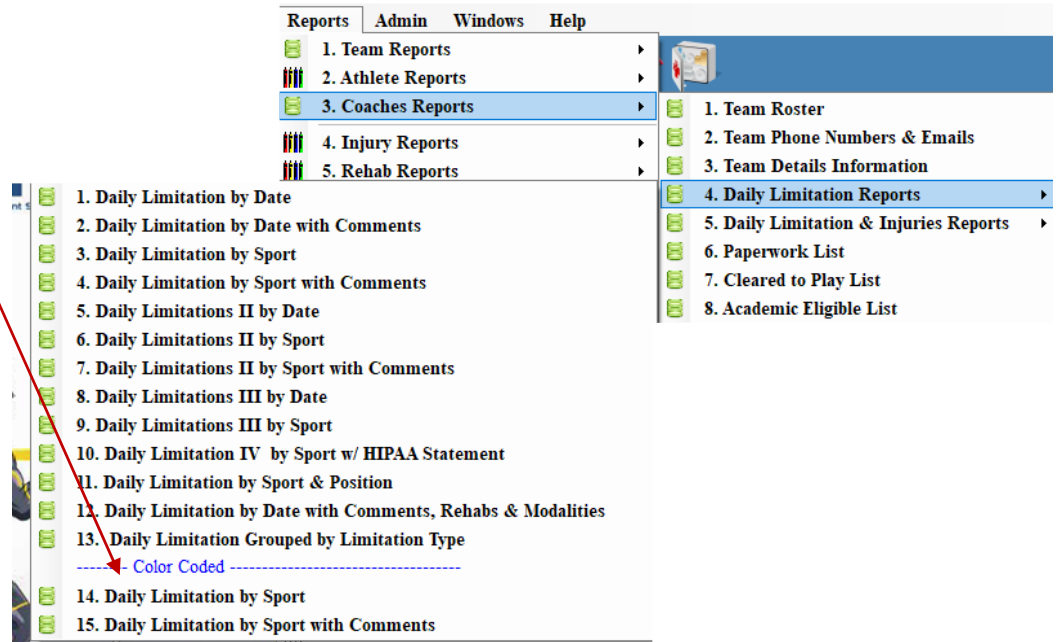 Reports Admin Windows Help
1. Team Reports
2. Athlete Reports
3. Coaches Reports
4. Injury Reports
5. Rehab Reports
1. Team Roster
2. Team Phone Numbers & Emails
3. Team Details Information
4. Daily Limitation Reports
5. Daily Limitation & Injuries Reports
6. Paperwork List
7. Cleared to Play List
8. Academic Eligible List
1. Daily Limitation by Date
2. Daily Limitation by Date with Comments
3. Daily Limitation by Sport
4. Daily Limitation by Sport with Comments
5. Daily Limitations II by Date
6. Daily Limitations II by Sport
7. Daily Limitations II by Sport with Comments
8. Daily Limitations III by Date
9. Daily Limitations III by Sport
10. Daily Limitation IV by Sport w/ HIPAA Statement
11. Daily Limitation by Sport & Position
12. Daily Limitation by Date with Comments, Rehabs & Modalities
13. Daily Limitation Grouped by Limitation Type
-------- Color Coded ------------------------------------
14. Daily Limitation by Sport
15. Daily Limitation by Sport with Comments